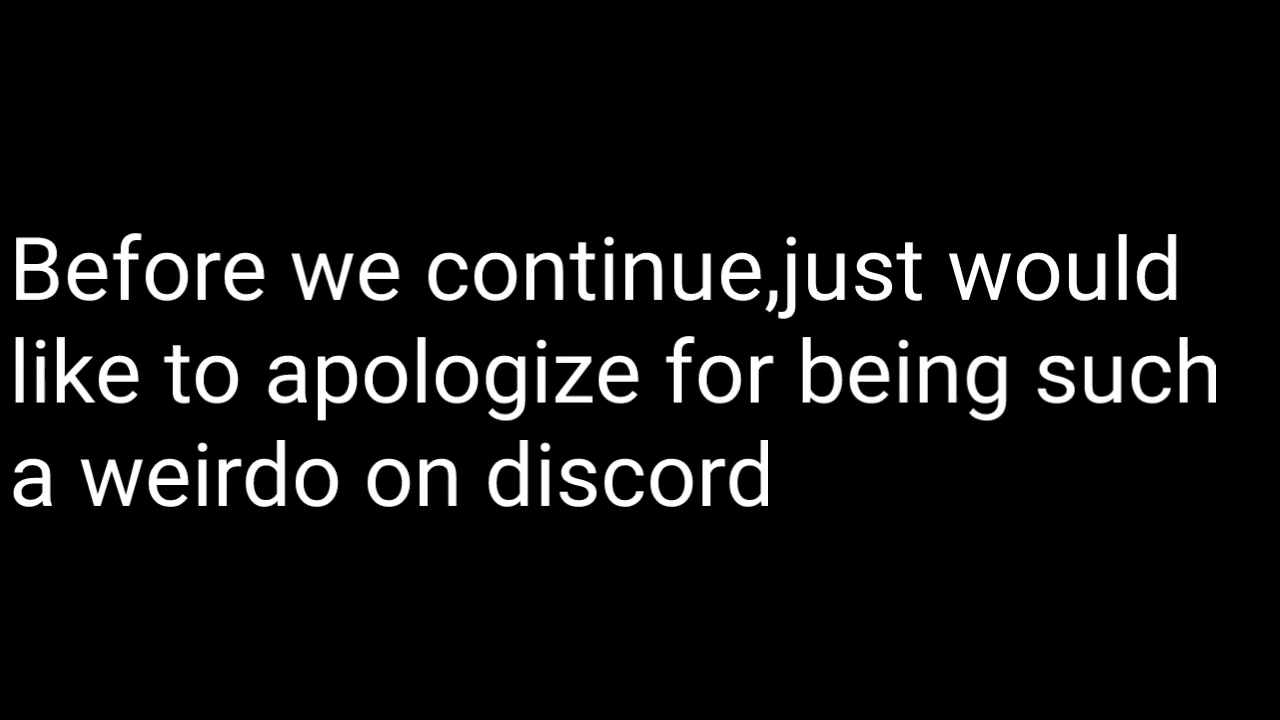 Before we continue,just would
like to apologize for being such
a weirdo on discord